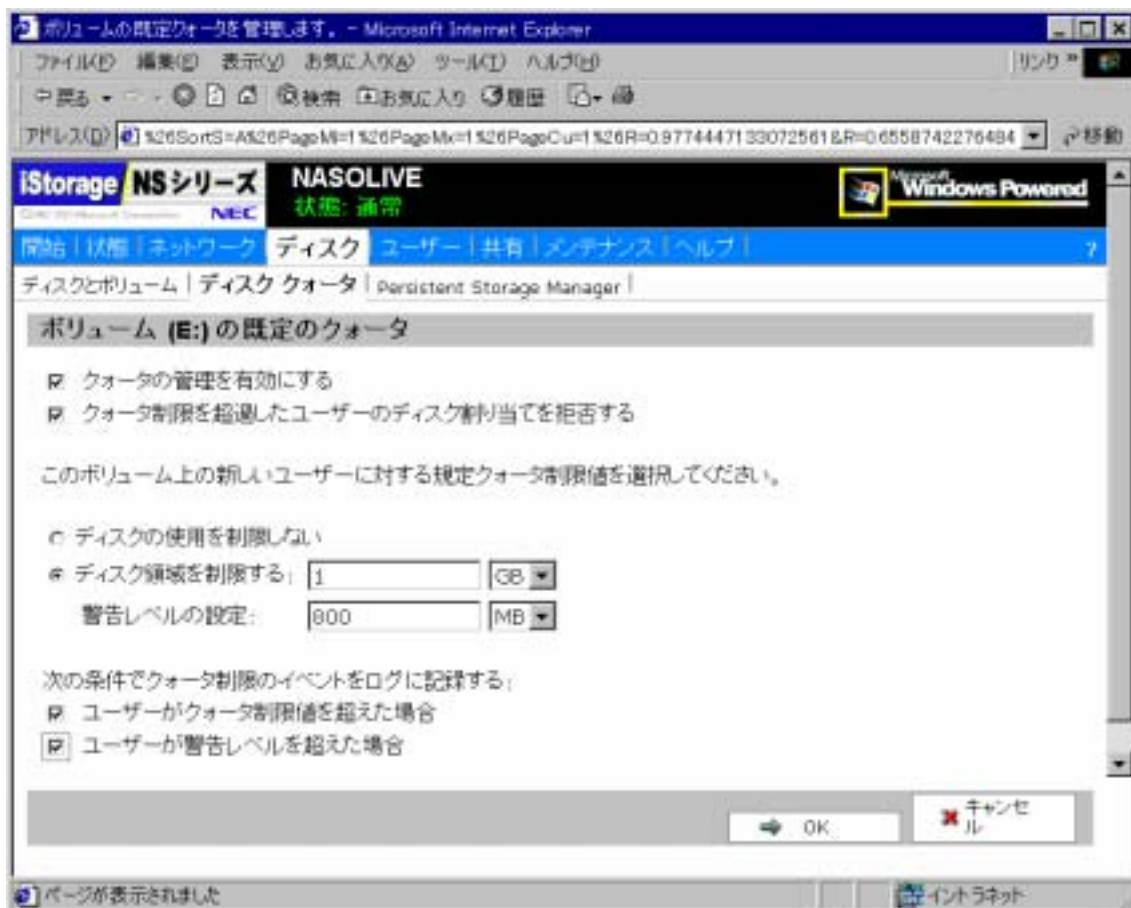 ボリュームの既定クォータを管理します。 - Microsoft Internet Explorer
ファイル(F) 編集(E) 表示(V) お気に入り(A) ツール(T) ヘルプ(H) リンク »
戻る 検索 お気に入り 履歴
アドレス(D) %26SortS=A%26PageMi=1%26PageMx=1%26PageCu=1%26R=0.9774447133072561&R=0.6558742276484 移動
iStorage NSシリーズ NASOLIVE Microsoft
Windows Powered
NEC 状態: 通常
開始 | 状態 | ネットワーク | ディスク | ユーザー | 共有 | メンテナンス | ヘルプ | ?
ディスクとボリューム | ディスク クォータ | Persistent Storage Manager |
ボリューム (E:) の既定のクォータ
クォータの管理を有効にする
クォータ制限を超過したユーザーのディスク割り当てを拒否する
このボリューム上の新しいユーザーに対する規定クォータ制限値を選択してください。
ディスクの使用を制限しない
ディスク領域を制限する: 1 GB
警告レベルの設定: 800 MB
次の条件でクォータ制限のイベントをログに記録する:
ユーザーがクォータ制限値を超えた場合
ユーザーが警告レベルを超えた場合
OK キャンセ
ル
ページが表示されました イントラネット